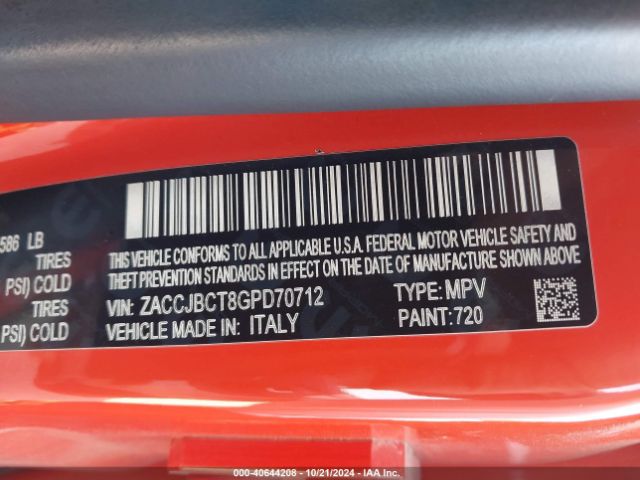 586 LB
TIRES
PSI) COLD
TIRES
PSI) COLD
THIS VEHICLE CONFORMS TO ALL APPLICABLE U.S.A. FEDERAL MOTOR VEHICLE SAFETY AND
THEFT PREVENTION STANDARDS IN EFFECT ON THE DATE OF MANUFACTURE SHOWN ABOVE.
VIN: ZACCJBCT8GPD70712 TYPE: MPV
VEHICLE MADE IN: ITALY PAINT: 720
000-40644208 - 10/21/2024 - IAA Inc.